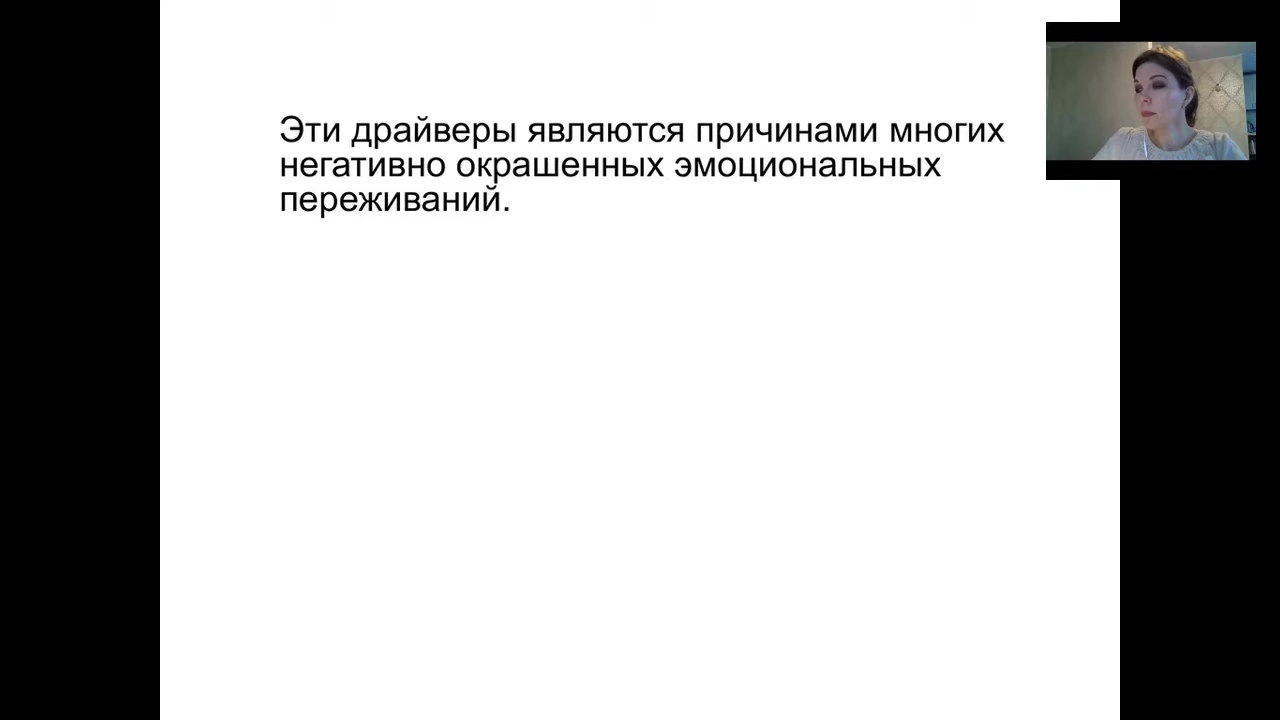 Эти драйверы являются причинами многих
негативно окрашенных эмоциональных
переживаний.